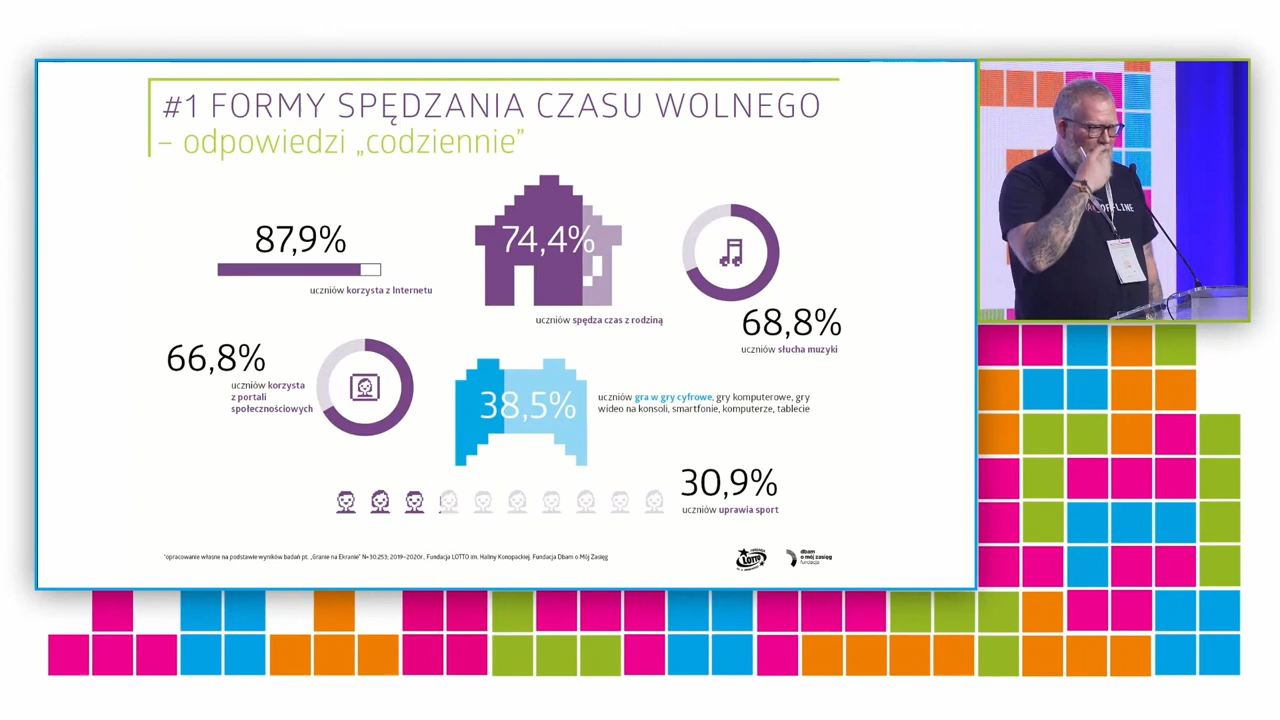 #1 FORMY SPĘDZANIA CZASU WOLNEGO
– odpowiedzi „codziennie”
87,9%
uczniów korzysta z Internetu
74,4%
uczniów spędza czas z rodziną
68,8%
uczniów słucha muzyki
66,8%
uczniów korzysta
z portali
społecznościowych
38,5%
uczniów gra w gry cyfrowe, gry komputerowe, gry
wideo na konsoli, smartfonie, komputerze, tablecie
30,9%
uczniów uprawia sport
*opracowanie własne na podstawie wyników badań pt. „Granie na Ekranie” N=30.253; 2019–2020r., Fundacja LOTTO im. Haliny Konopackiej, Fundacja Dbam o Mój Zasięg
LOTTO
dbam
o mój zasięg
fundacja